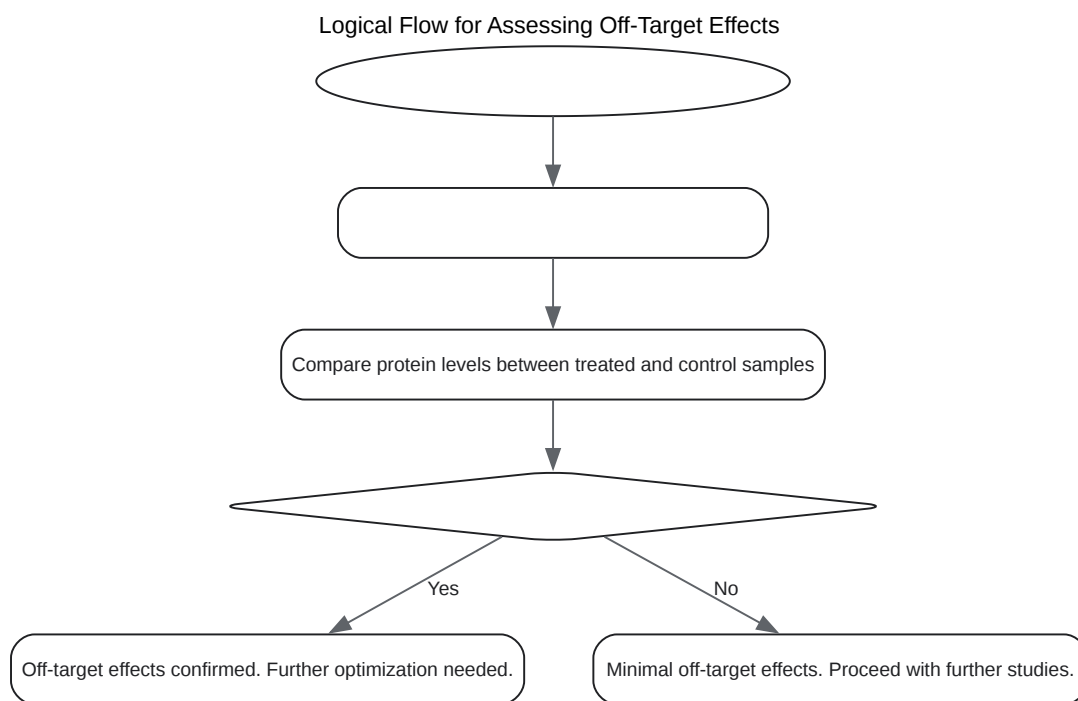 Logical Flow for Assessing Off-Target Effects
Compare protein levels between treated and control samples
Yes
No
Off-target effects confirmed. Further optimization needed.
Minimal off-target effects. Proceed with further studies.